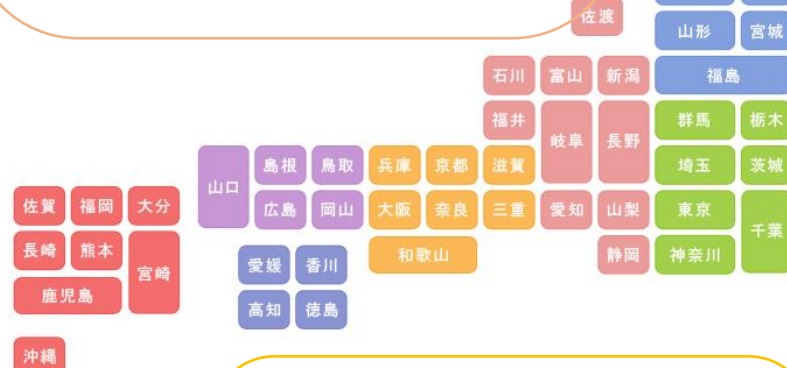 佐渡
山形 宮城
石川 富山 新潟 福島
福井 岐阜 長野 群馬 栃木
山口 島根 鳥取 兵庫 京都 滋賀 埼玉 茨城
佐賀 福岡 大分 広島 岡山 大阪 奈良 三重 愛知 山梨 東京 千葉
長崎 熊本 宮崎 愛媛 香川 和歌山 静岡 神奈川
鹿児島 高知 徳島
沖縄